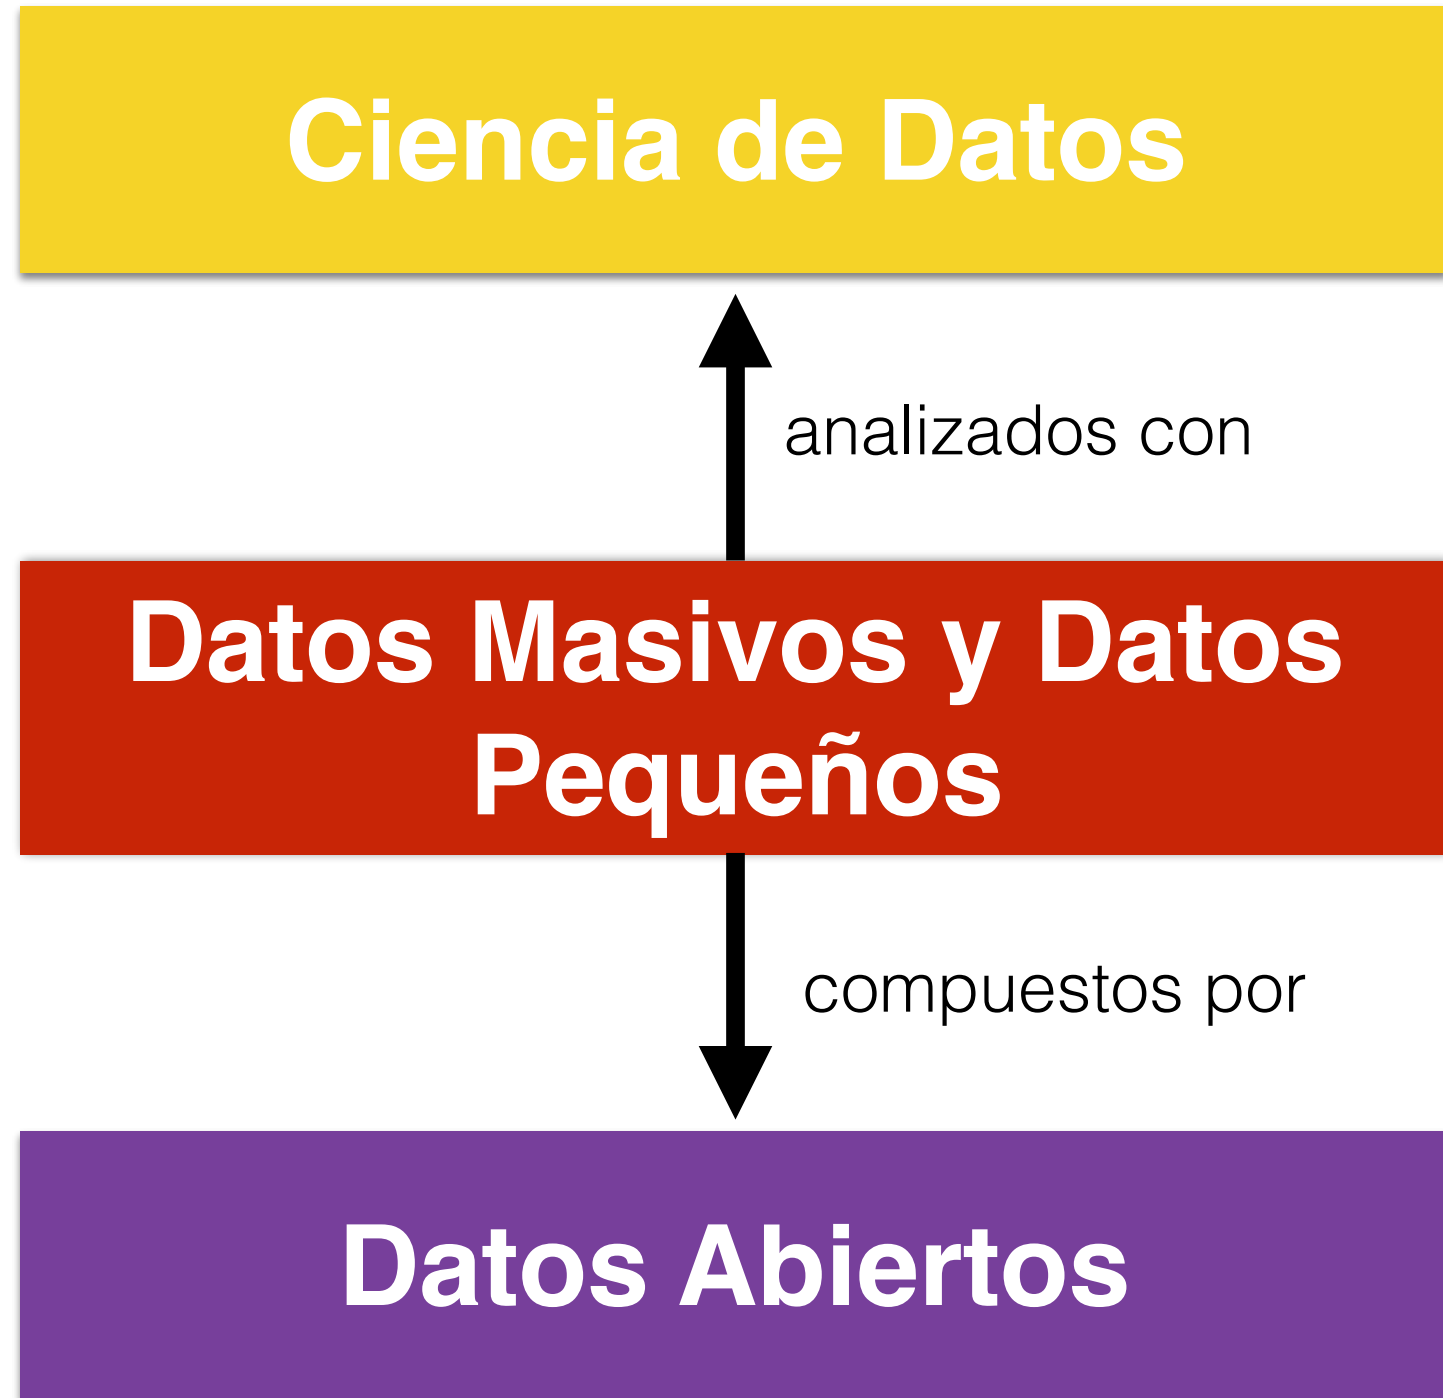 Ciencia de Datos
analizados con
Datos Masivos y Datos
Pequeños
compuestos por
Datos Abiertos